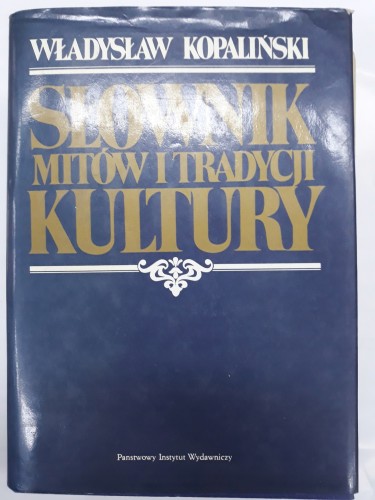 WŁADYSŁAW KOPALIŃSKI
SŁOWNIK
MITÓW I TRADYCJI
KULTURY
Państwowy Instytut Wydawniczy